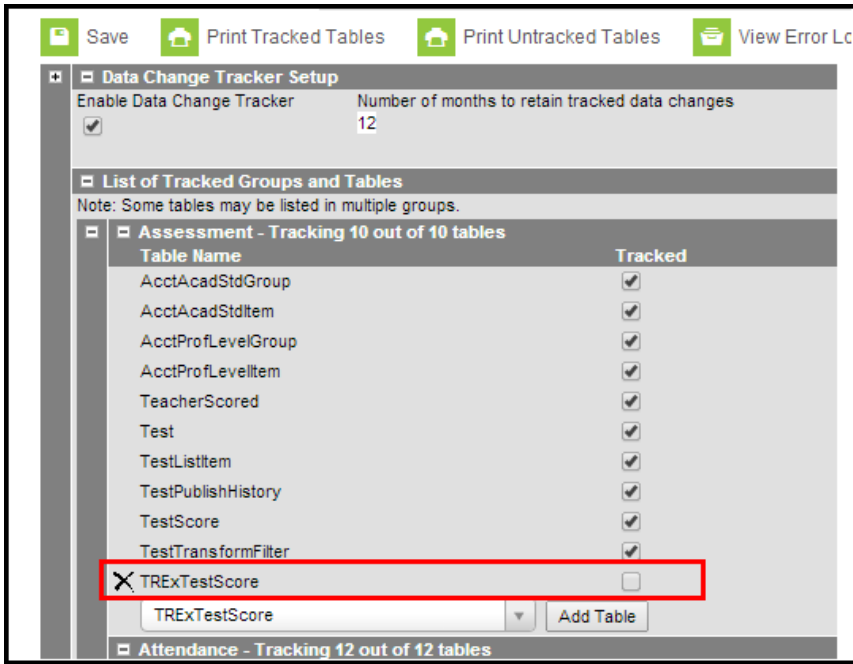 Save Print Tracked Tables Print Untracked Tables View Error Lo
Data Change Tracker Setup
Enable Data Change Tracker Number of months to retain tracked data changes
12
List of Tracked Groups and Tables
Note: Some tables may be listed in multiple groups.
Assessment - Tracking 10 out of 10 tables
Table Name Tracked
AcctAcadStdGroup
AcctAcadStdItem
AcctProfLevelGroup
AcctProfLevelItem
TeacherScored
Test
TestListItem
TestPublishHistory
TestScore
TestTransformFilter
TRExTestScore
TRExTestScore Add Table
Attendance - Tracking 12 out of 12 tables